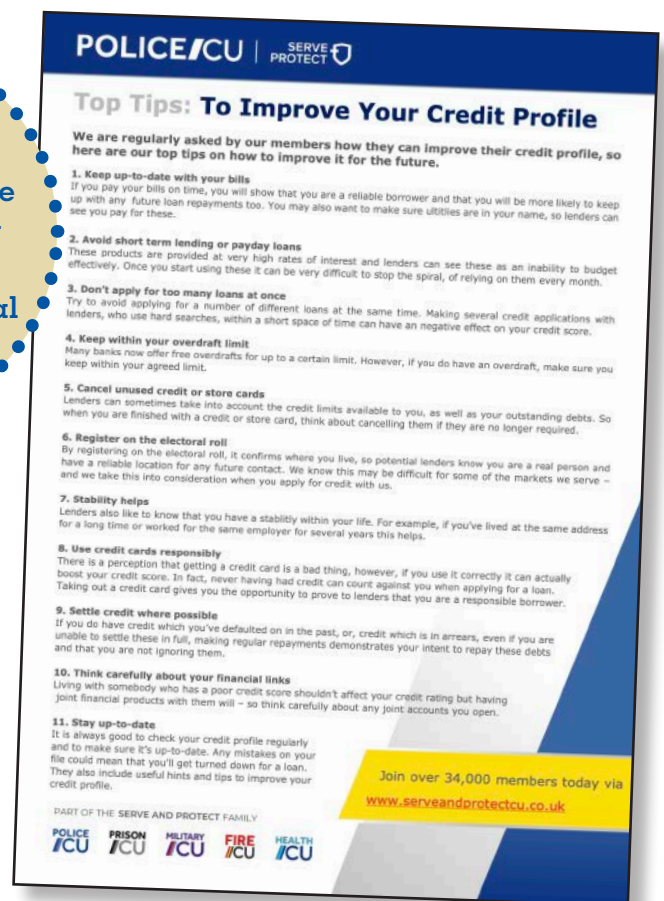 POLICE/CU | SERVE PROTECT
Top Tips: To Improve Your Credit Profile
We are regularly asked by our members how they can improve their credit profile, so
here are our top tips on how to improve it for the future.
1. Keep up-to-date with your bills
If you pay your bills on time, you will show that you are a reliable borrower and that you will be more likely to keep
up with any future loan repayments too. You may also want to make sure ultitlies are in your name, so lenders can
see you pay for these.
2. Avoid short term lending or payday loans
These products are provided at very high rates of interest and lenders can see these as an inability to budget
effectively. Once you start using these it can be very difficult to stop the spiral, of relying on them every month.
3. Don't apply for too many loans at once
Try to avoid applying for a number of different loans at the same time. Making several credit applications with
lenders, who use hard searches, within a short space of time can have an negative effect on your credit score.
4. Keep within your overdraft limit
Many banks now offer free overdrafts for up to a certain limit. However, if you do have an overdraft, make sure you
keep within your agreed limit.
5. Cancel unused credit or store cards
Lenders can sometimes take into account the credit limits available to you, as well as your outstanding debts. So
when you are finished with a credit or store card, think about cancelling them if they are no longer required.
6. Register on the electoral roll
By registering on the electoral roll, it confirms where you live, so potential lenders know you are a real person and
have a reliable location for any future contact. We know this may be difficult for some of the markets we serve –
and we take this into consideration when you apply for credit with us.
7. Stability helps
Lenders also like to know that you have a stablitly within your life. For example, if you've lived at the same address
for a long time or worked for the same employer for several years this helps.
8. Use credit cards responsibly
There is a perception that getting a credit card is a bad thing, however, if you use it correctly it can actually
boost your credit score. In fact, never having had credit can count against you when applying for a loan.
Taking out a credit card gives you the opportunity to prove to lenders that you are a responsible borrower.
9. Settle credit where possible
If you do have credit which you've defaulted on in the past, or, credit which is in arrears, even if you are
unable to settle these in full, making regular repayments demonstrates your intent to repay these debts
and that you are not ignoring them.
10. Think carefully about your financial links
Living with somebody who has a poor credit score shouldn't affect your credit rating but having
joint financial products with them will – so think carefully about any joint accounts you open.
11. Stay up-to-date
It is always good to check your credit profile regularly
and to make sure it's up-to-date. Any mistakes on your
file could mean that you'll get turned down for a loan.
They also include useful hints and tips to improve your
credit profile.
Join over 34,000 members today via
www.serveandprotectcu.co.uk
PART OF THE SERVE AND PROTECT FAMILY
POLICE /CU PRISON /CU MILITARY /CU FIRE /CU HEALTH /CU